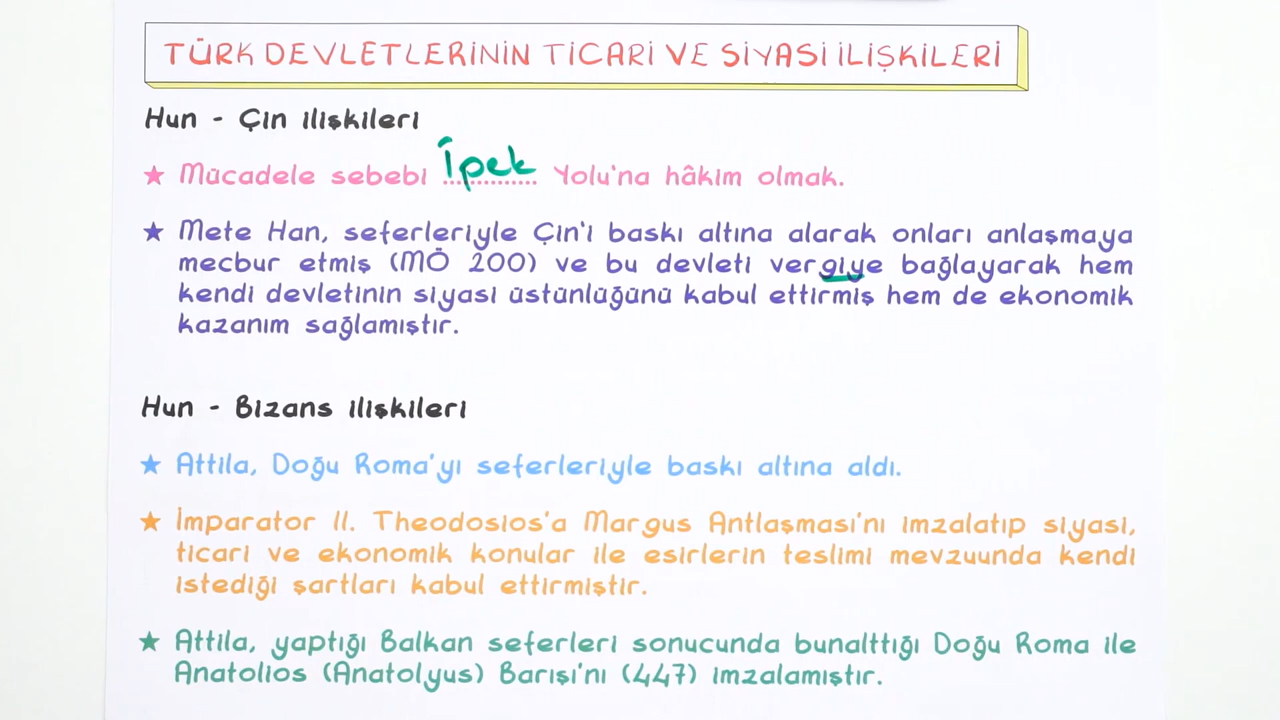 TÜRK DEVLETLERİNİN TİCARİ VE SİYASİ İLİŞKİLERİ
Hun - Çin ilişkileri
★ Mücadele sebebi İpek Yolu'na hâkim olmak.
★ Mete Han, seferleriyle Çin'i baskı altına alarak onları anlaşmaya
mecbur etmiş (MÖ 200) ve bu devleti vergiye bağlayarak hem
kendi devletinin siyasi üstünlüğünü kabul ettirmiş hem de ekonomik
kazanım sağlamıştır.
Hun - Bizans ilişkileri
★ Attila, Doğu Roma'yı seferleriyle baskı altına aldı.
★ İmparator II. Theodosios'a Margus Antlaşması'nı imzalatıp siyasi,
ticari ve ekonomik konular ile esirlerin teslimi mevzuunda kendi
istediği şartları kabul ettirmiştir.
★ Attila, yaptığı Balkan seferleri sonucunda bunalttığı Doğu Roma ile
Anatolios (Anatolyus) Barışı'nı (447) imzalamıştır.